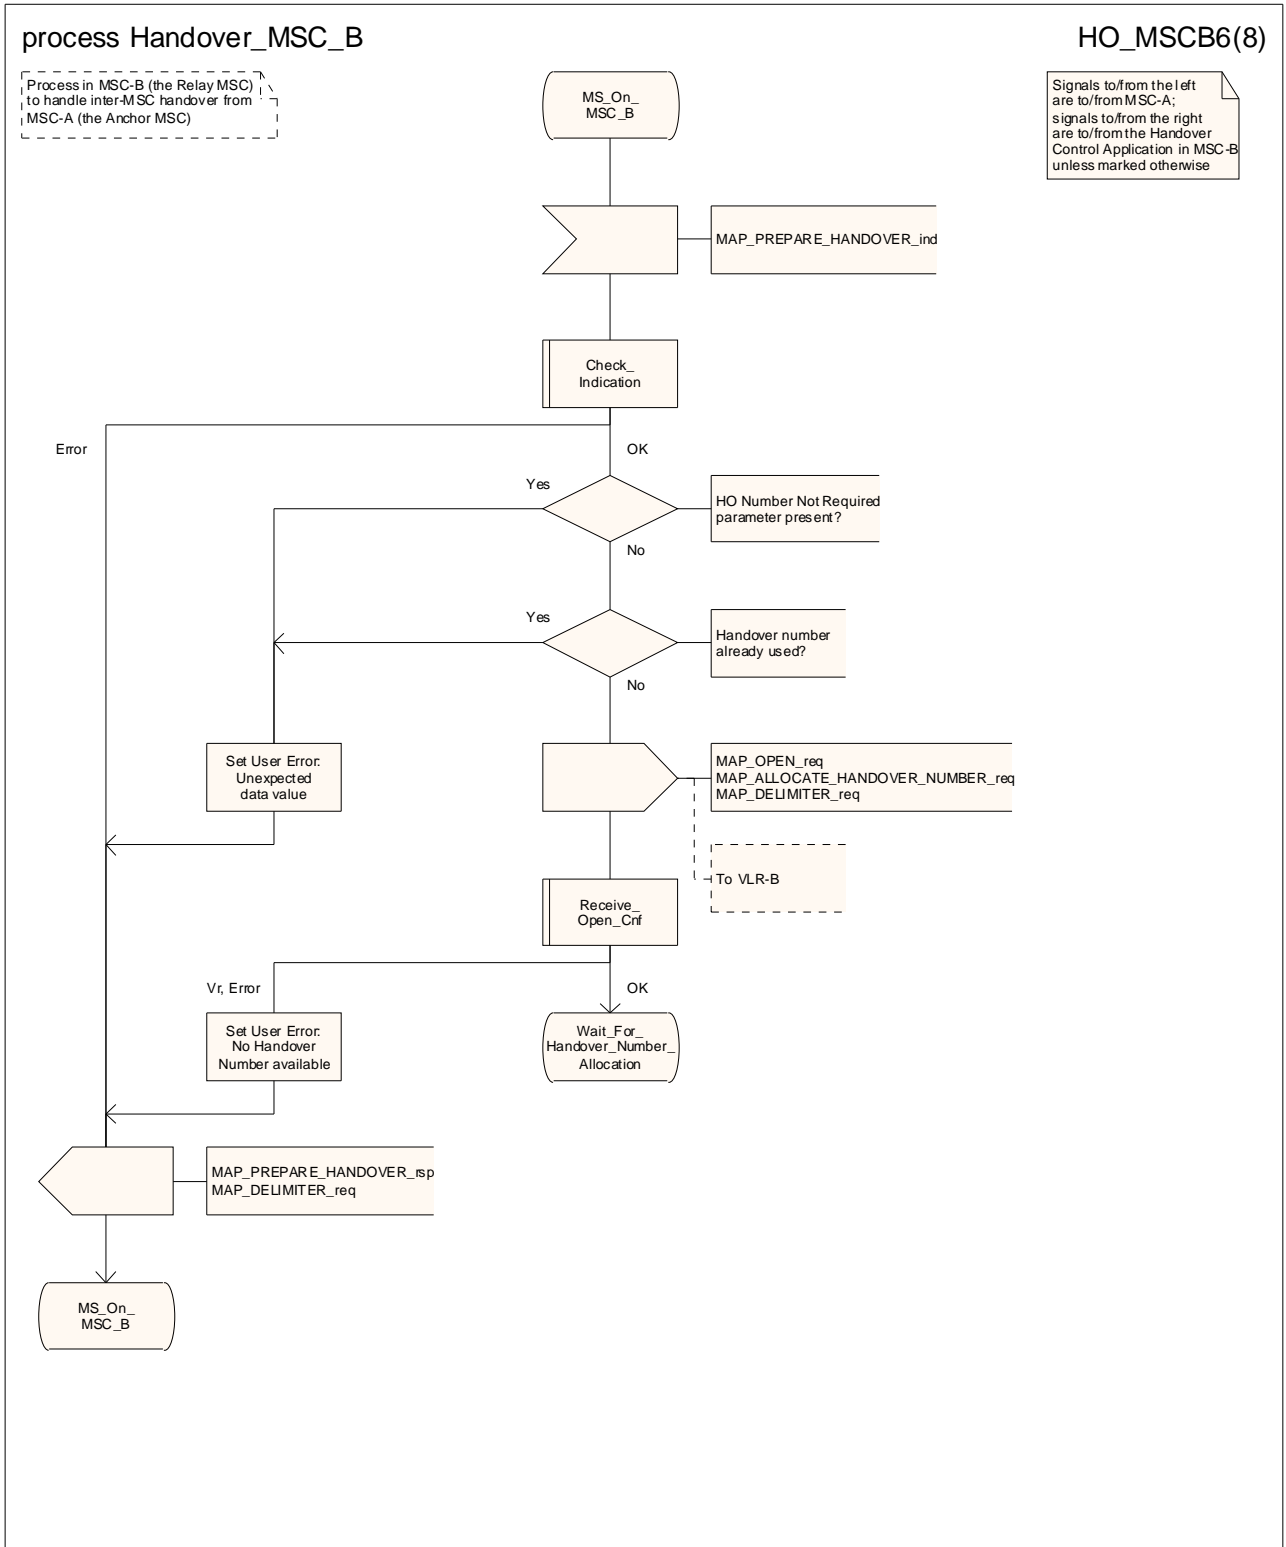 process Handover_MSC_B
HO_MSCB6(8)
Process in MSC-B (the Relay MSC)
to handle inter-MSC handover from
MSC-A (the Anchor MSC)
MS_On_
MSC_B
Signals to/from the left
are to/from MSC-A;
signals to/from the right
are to/from the Handover
Control Application in MSC-B
unless marked otherwise
MAP_PREPARE_HANDOVER_ind
Check_
Indication
Error
OK
Yes
HO Number Not Required
parameter present?
No
Yes
Handover number
already used?
No
Set User Error:
Unexpected
data value
MAP_OPEN_req
MAP_ALLOCATE_HANDOVER_NUMBER_req
MAP_DELIMITER_req
To VLR-B
Receive_
Open_Cnf
Vr, Error
OK
Set User Error:
No Handover
Number available
Wait_For_
Handover_Number_
Allocation
MAP_PREPARE_HANDOVER_rsp
MAP_DELIMITER_req
MS_On_
MSC_B